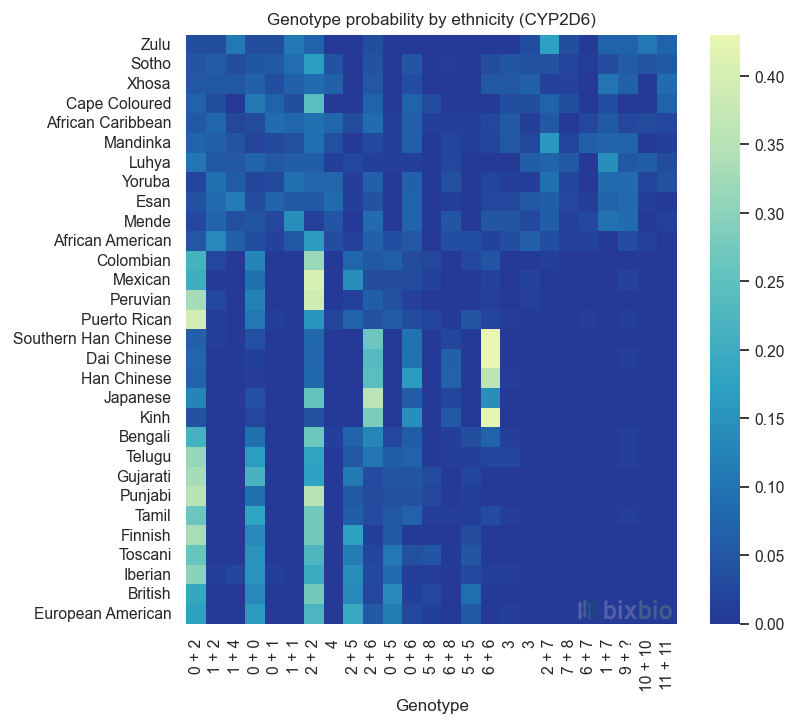 Genotype probability by ethnicity (CYP2D6)
Zulu
Sotho
Xhosa
Cape Coloured
African Caribbean
Mandinka
Luhya
Yoruba
Esan
Mende
African American
Colombian
Mexican
Peruvian
Puerto Rican
Southern Han Chinese
Dai Chinese
Han Chinese
Japanese
Kinh
Bengali
Telugu
Gujarati
Punjabi
Tamil
Finnish
Toscani
Iberian
British
European American
0.40
0.35
0.30
0.25
0.20
0.15
0.10
0.05
0.00
bixbio
0 + 2
1 + 2
1 + 4
0 + 0
0 + 1
1 + 1
2 + 2
4
2 + 5
2 + 6
0 + 5
0 + 6
5 + 8
6 + 8
5 + 5
6 + 6
3
3
2 + 7
7 + 8
6 + 7
1 + 7
9 + ?
10 + 10
11 + 11
Genotype